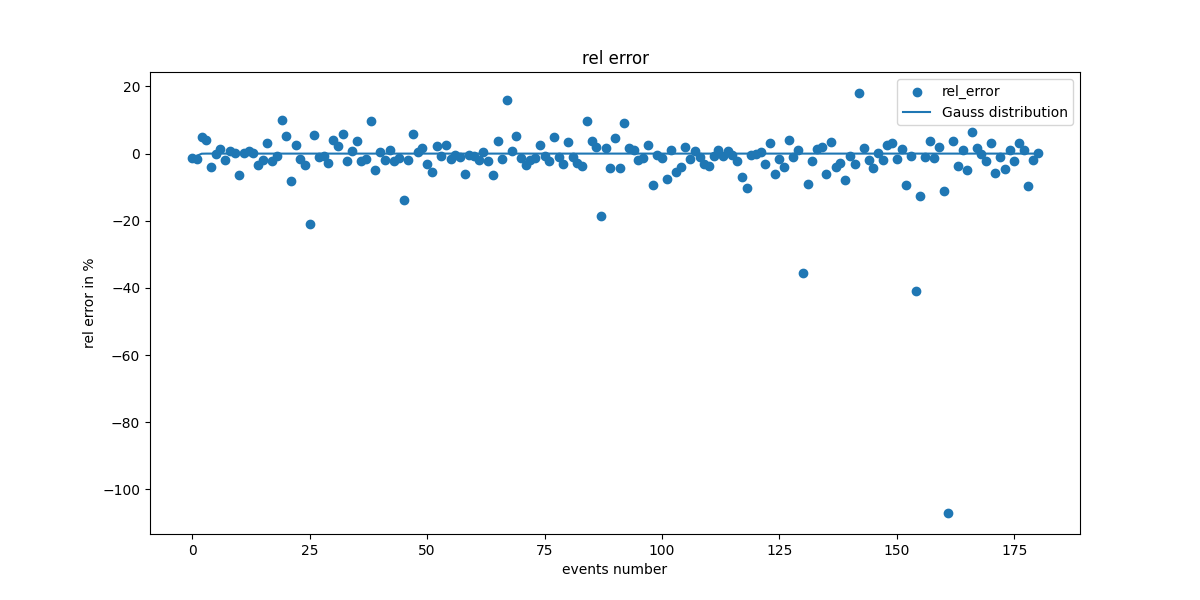 rel error
rel_error
Gauss distribution
20
0
−20
−40
−60
−80
−100
rel error in %
0 25 50 75 100 125 150 175
events number